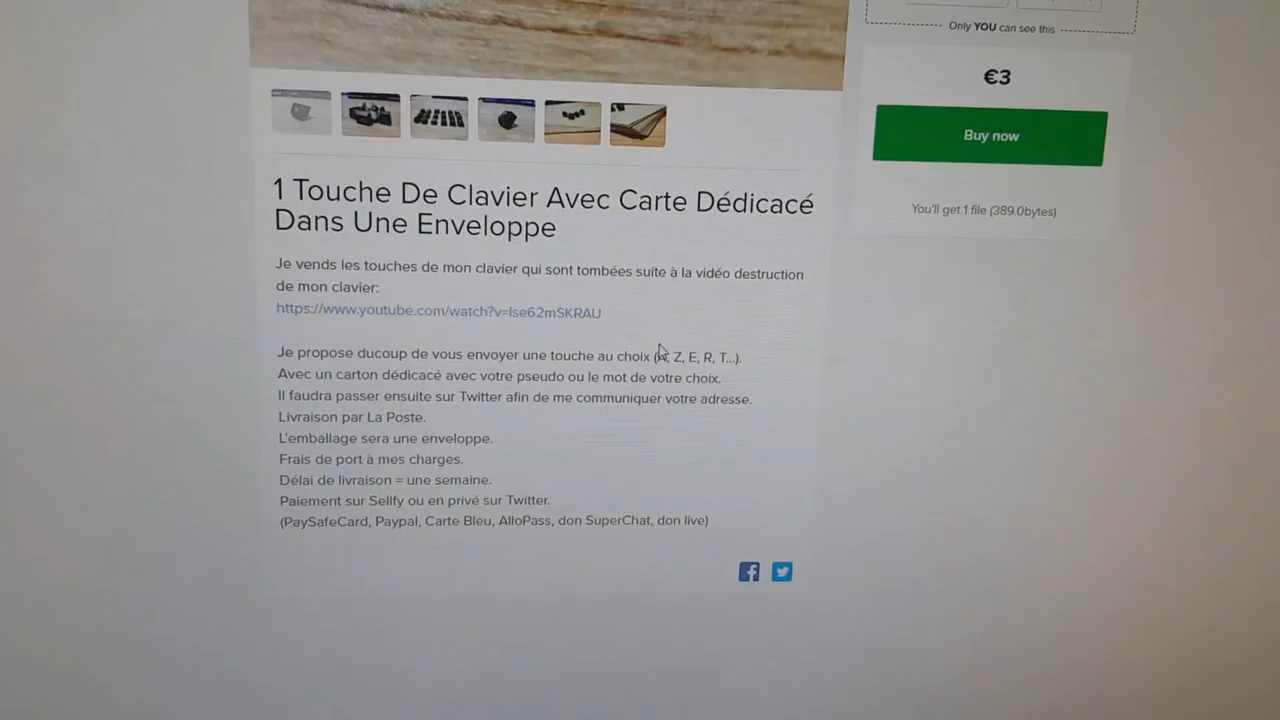 Only YOU can see this
€3
Buy now
You'll get 1 file (389.0bytes)
1 Touche De Clavier Avec Carte Dédicacé
Dans Une Enveloppe
Je vends les touches de mon clavier qui sont tombées suite à la vidéo destruction
de mon clavier:
https://www.youtube.com/watch?v=lse62mSKRAU
Je propose ducoup de vous envoyer une touche au choix ( Z, E, R, T...).
Avec un carton dédicacé avec votre pseudo ou le mot de votre choix.
Il faudra passer ensuite sur Twitter afin de me communiquer votre adresse.
Livraison par La Poste.
L'emballage sera une enveloppe.
Frais de port à mes charges.
Délai de livraison = une semaine.
Paiement sur Sellfy ou en privé sur Twitter.
(PaySafeCard, Paypal, Carte Bleu, AlloPass, don SuperChat, don live)